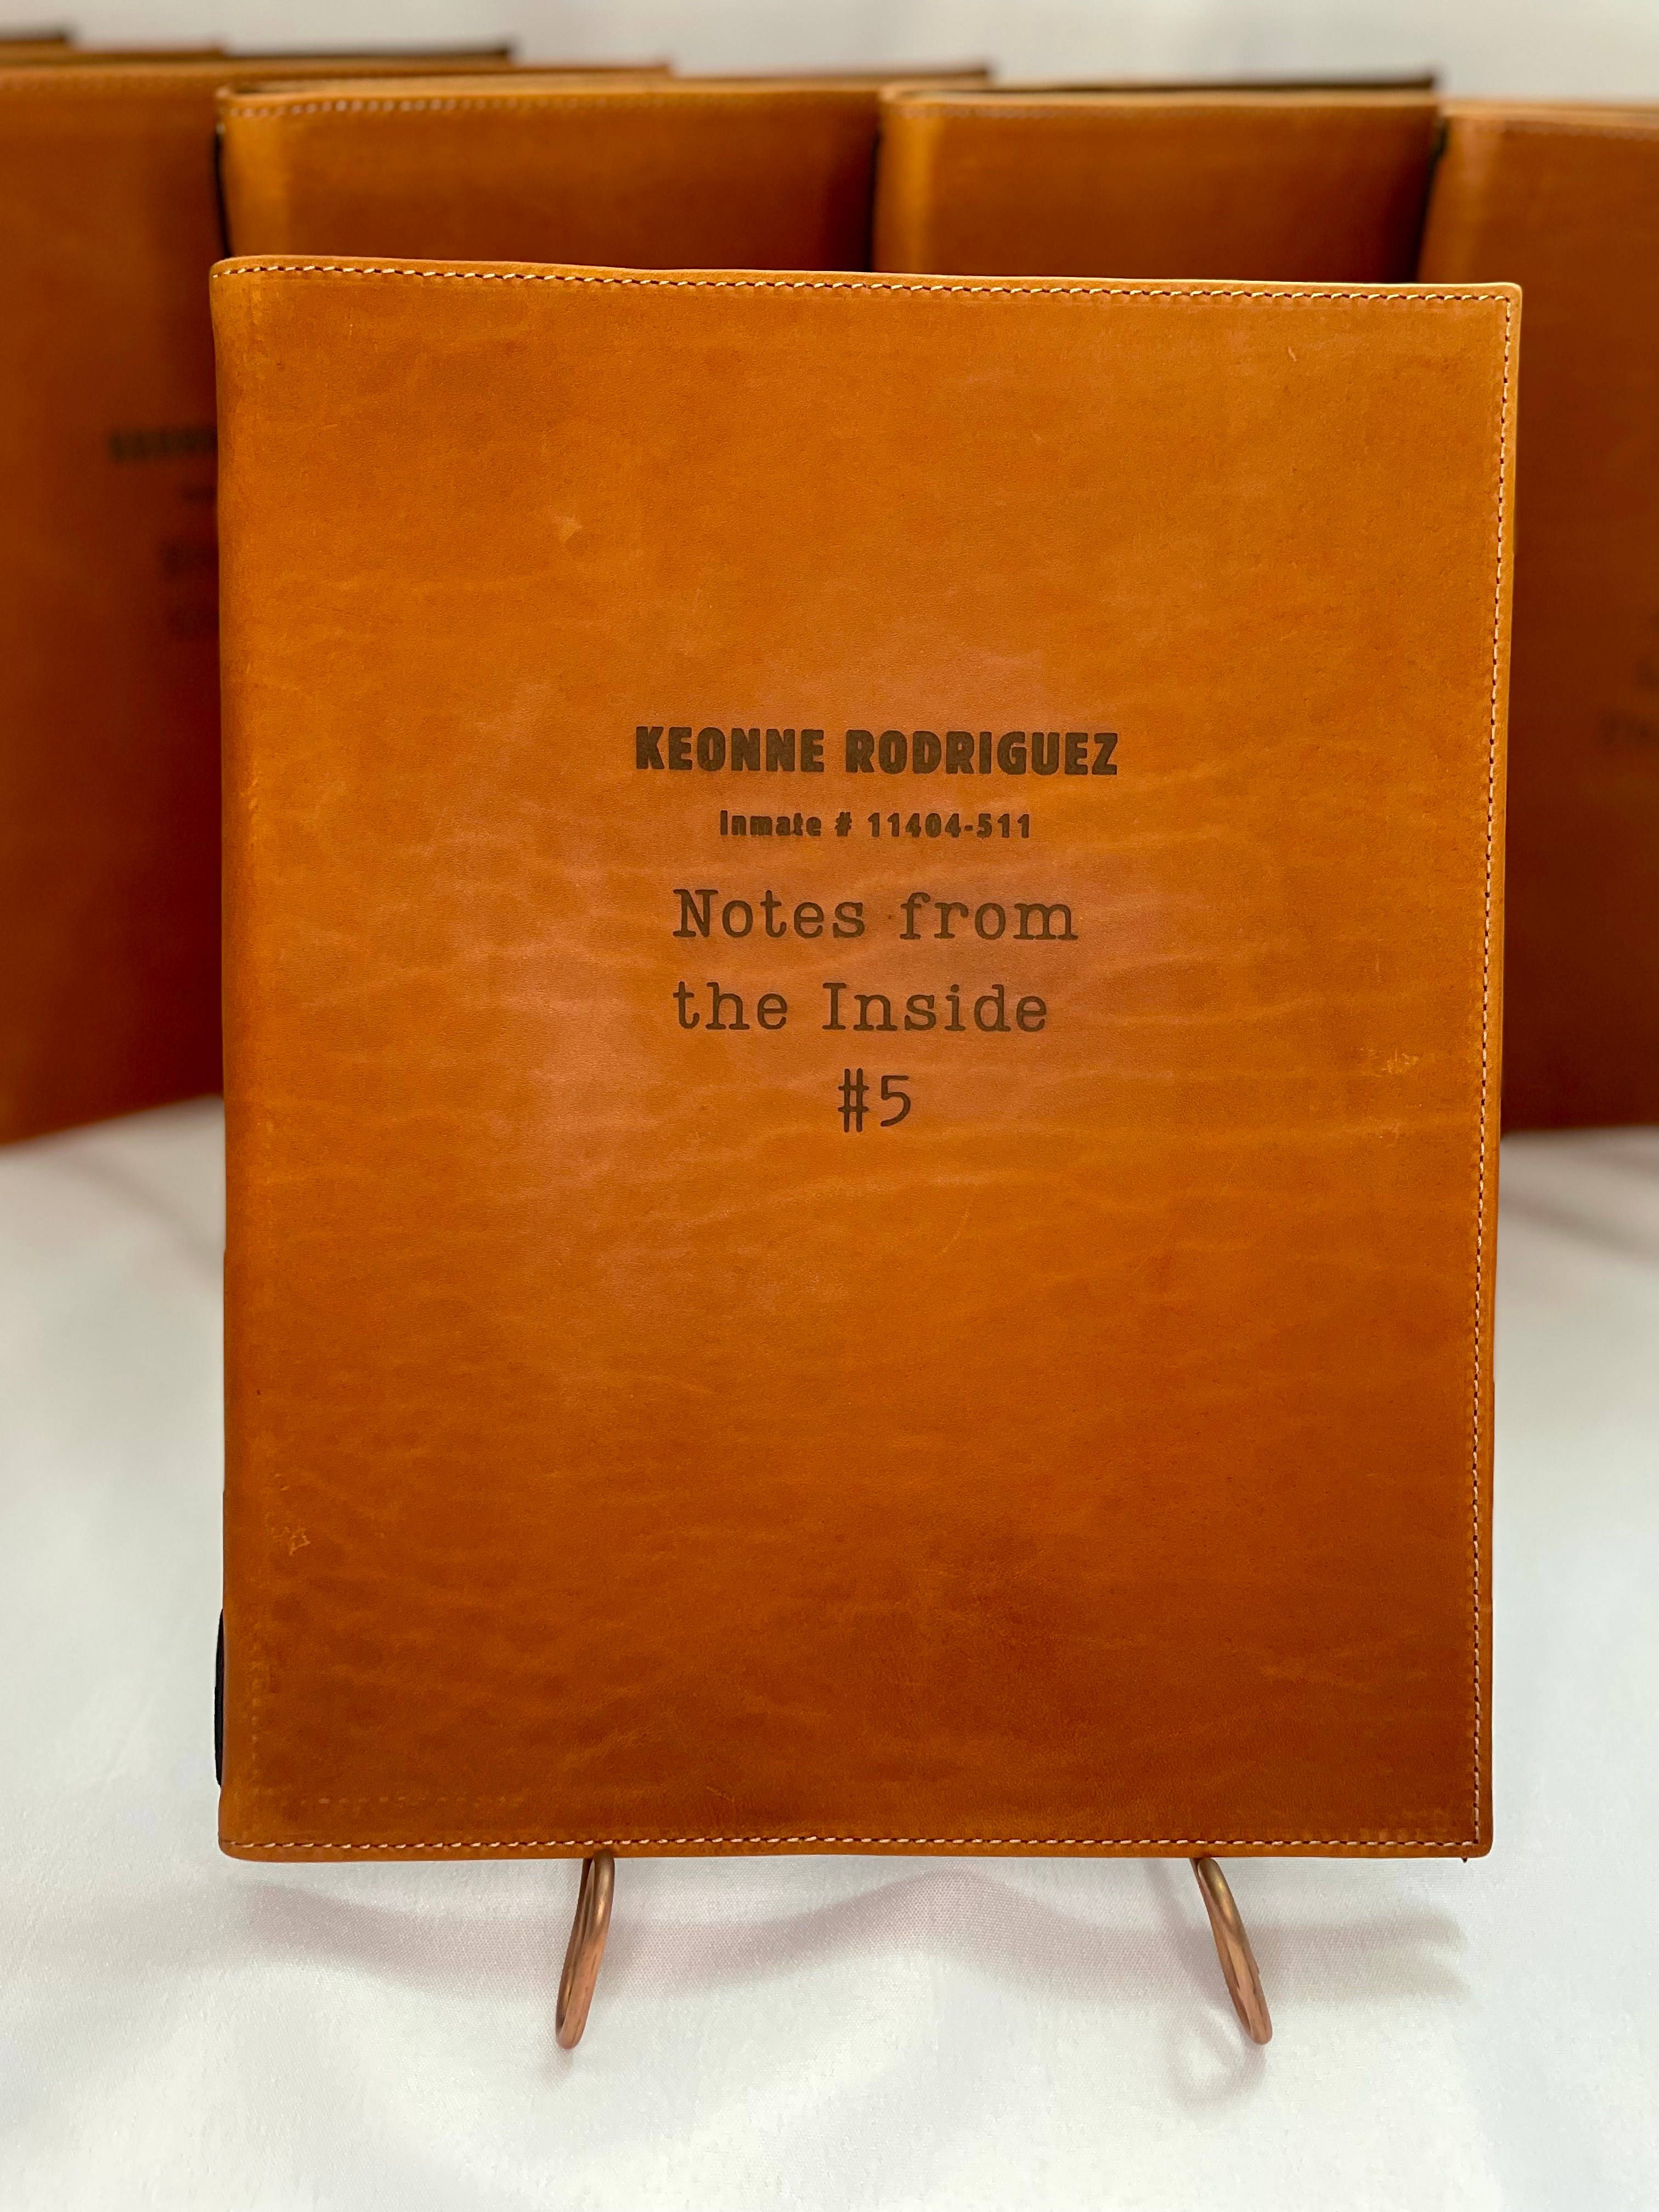 KEONNE RODRIGUEZ
Inmate # 11404-511
Notes from
the Inside
#5